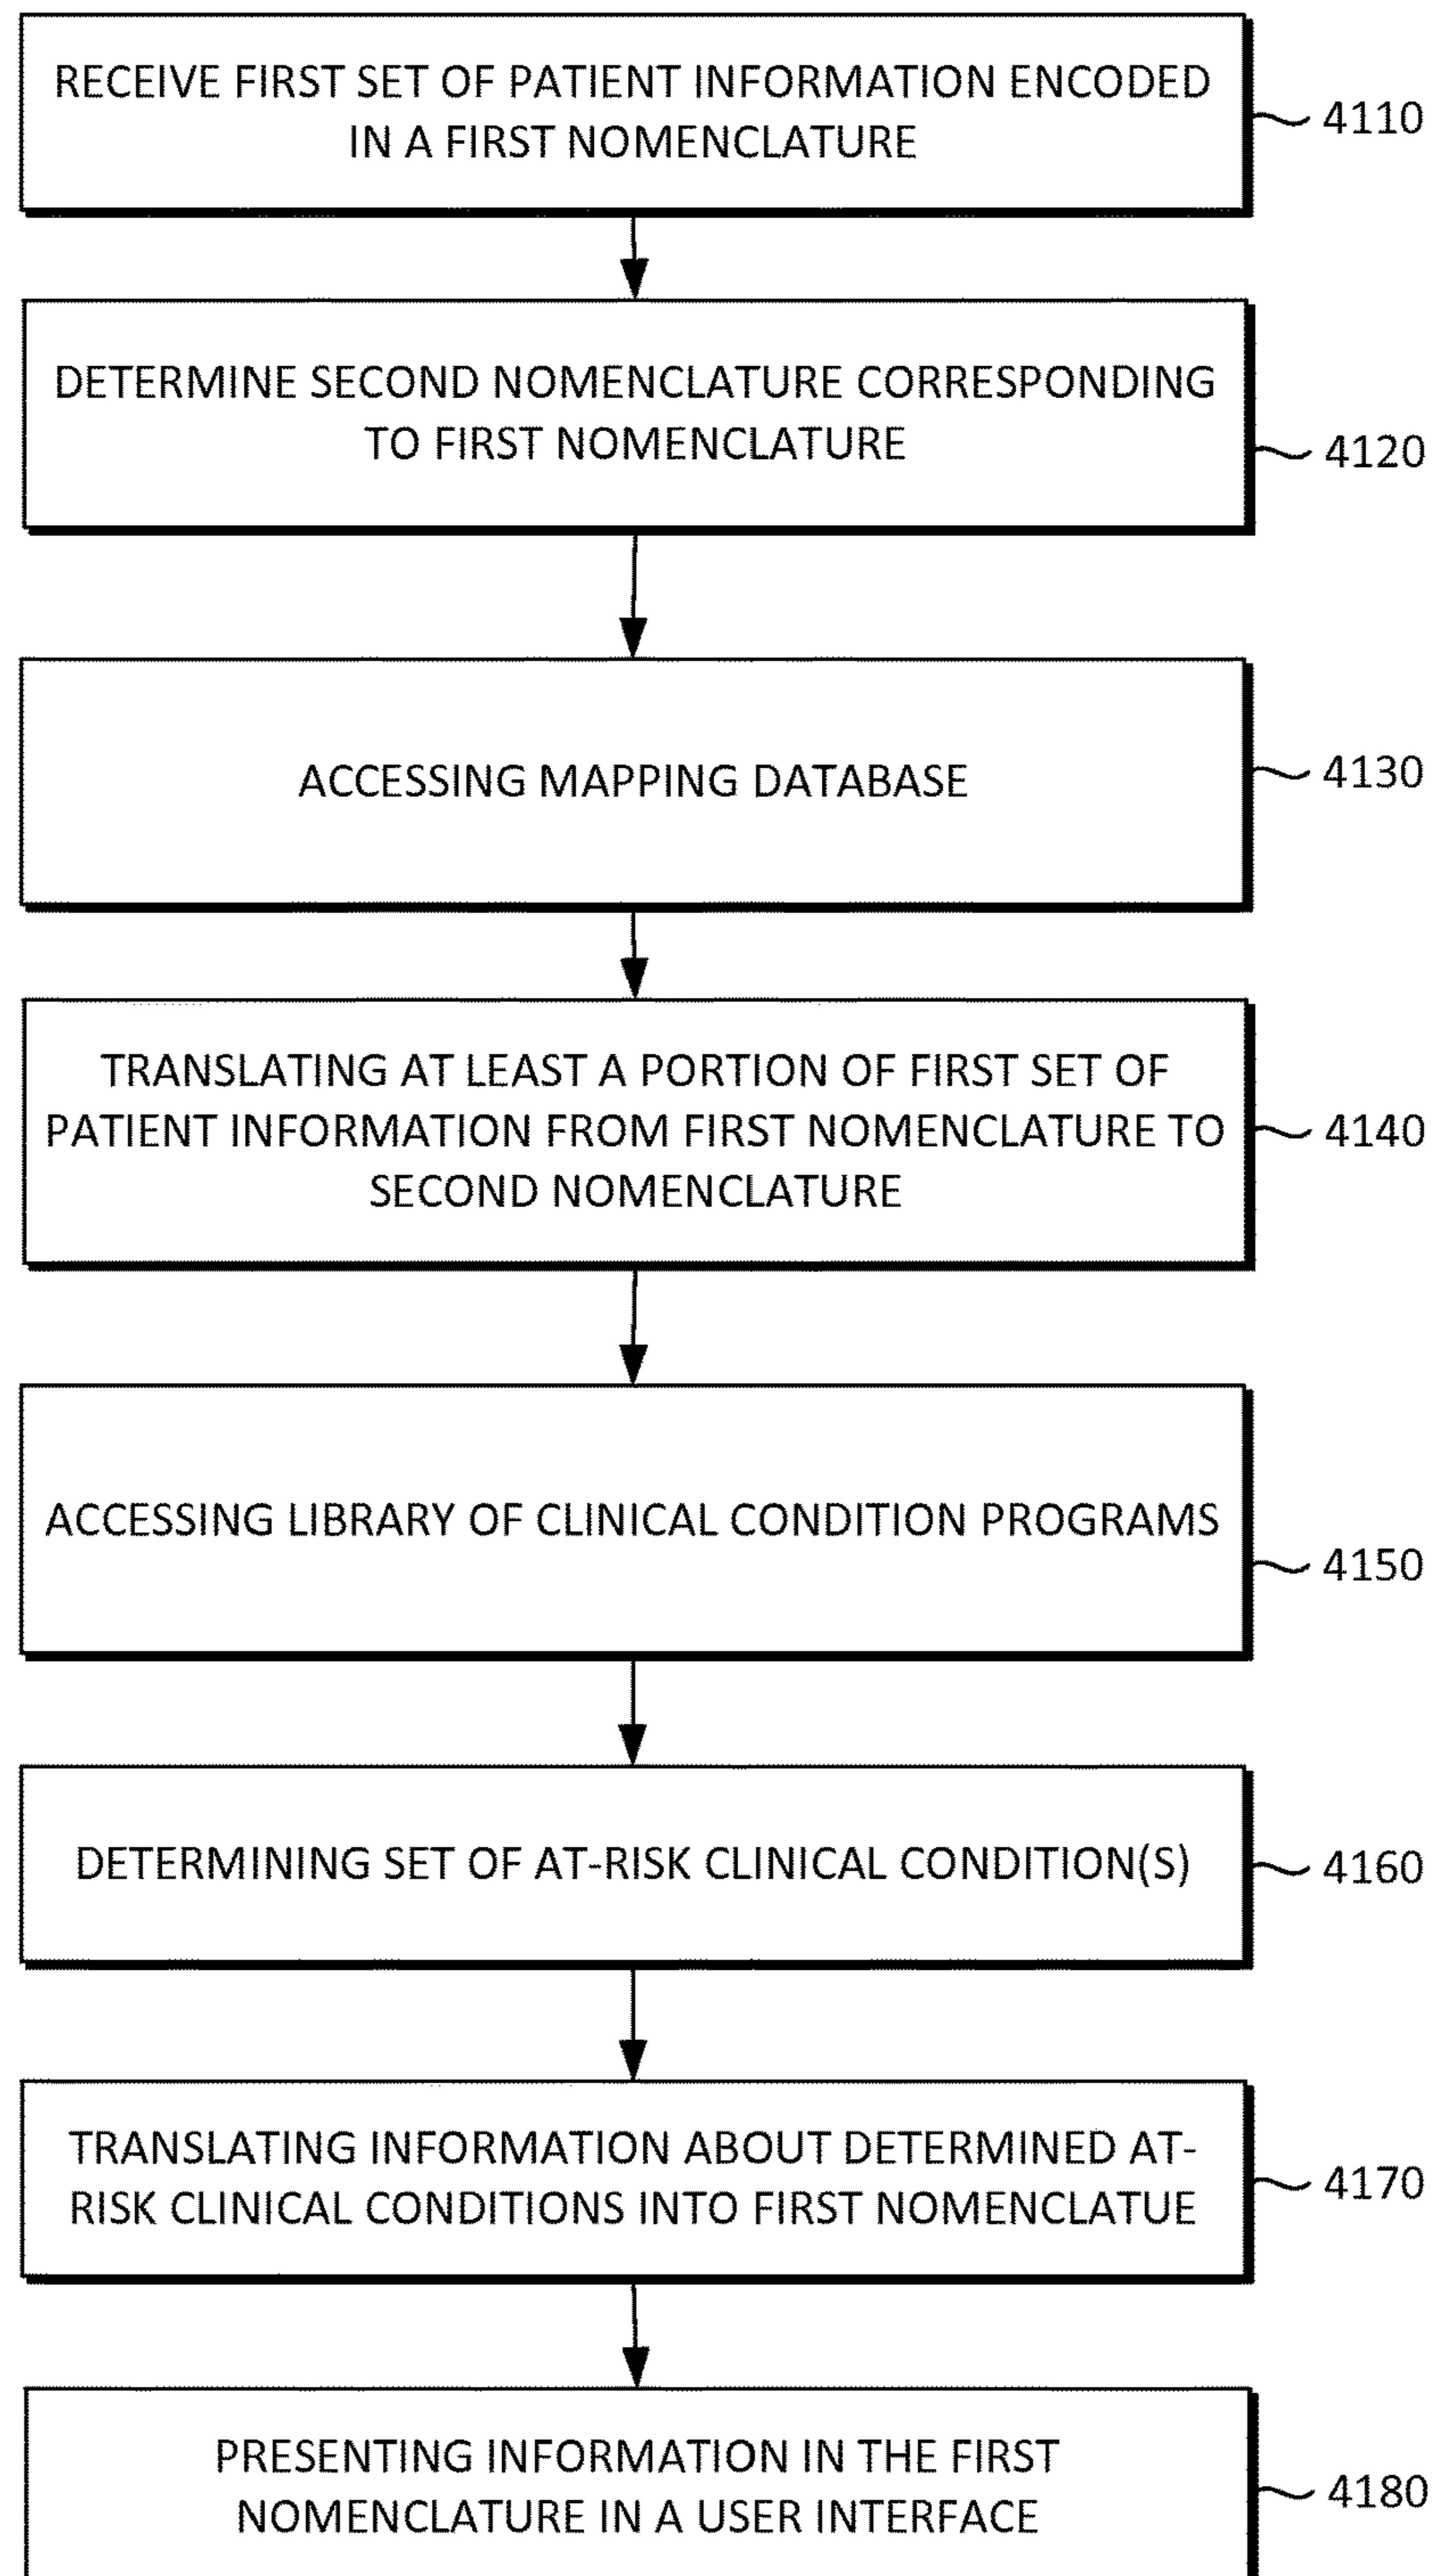 RECEIVE FIRST SET OF PATIENT INFORMATION ENCODED
IN A FIRST NOMENCLATURE
4110
DETERMINE SECOND NOMENCLATURE CORRESPONDING
TO FIRST NOMENCLATURE
4120
ACCESSING MAPPING DATABASE
4130
TRANSLATING AT LEAST A PORTION OF FIRST SET OF
PATIENT INFORMATION FROM FIRST NOMENCLATURE TO
SECOND NOMENCLATURE
4140
ACCESSING LIBRARY OF CLINICAL CONDITION PROGRAMS
4150
DETERMINING SET OF AT-RISK CLINICAL CONDITION(S)
4160
TRANSLATING INFORMATION ABOUT DETERMINED AT-
RISK CLINICAL CONDITIONS INTO FIRST NOMENCLATUE
4170
PRESENTING INFORMATION IN THE FIRST
NOMENCLATURE IN A USER INTERFACE
4180